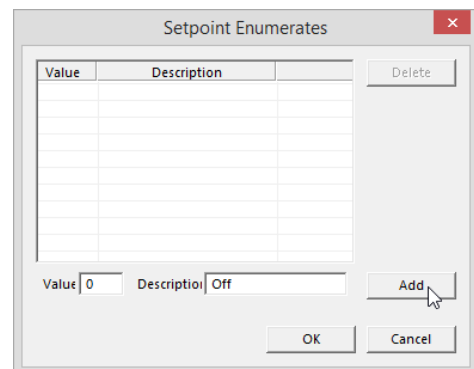 Setpoint Enumerates
Value Description Delete
Value 0 Description Off Add
OK Cancel